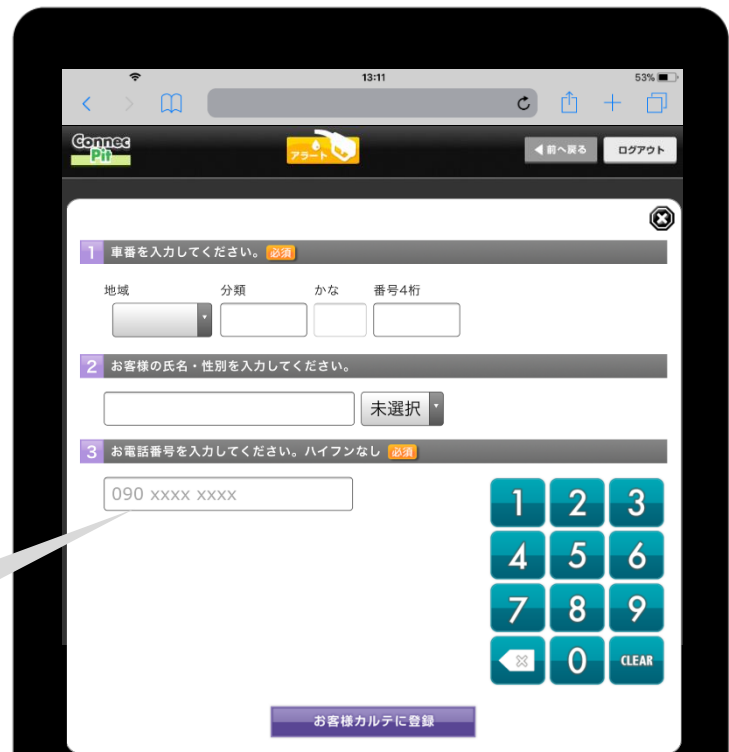 13:11
53%
Connec
Pit
アラート
◀前へ戻る
ログアウト
1 車番を入力してください。 必須
地域 分類 かな 番号4桁
2 お客様の氏名・性別を入力してください。
未選択
3 お電話番号を入力してください。ハイフンなし 必須
090 xxxx xxxx
1 2 3
4 5 6
7 8 9
0 CLEAR
お客様カルテに登録